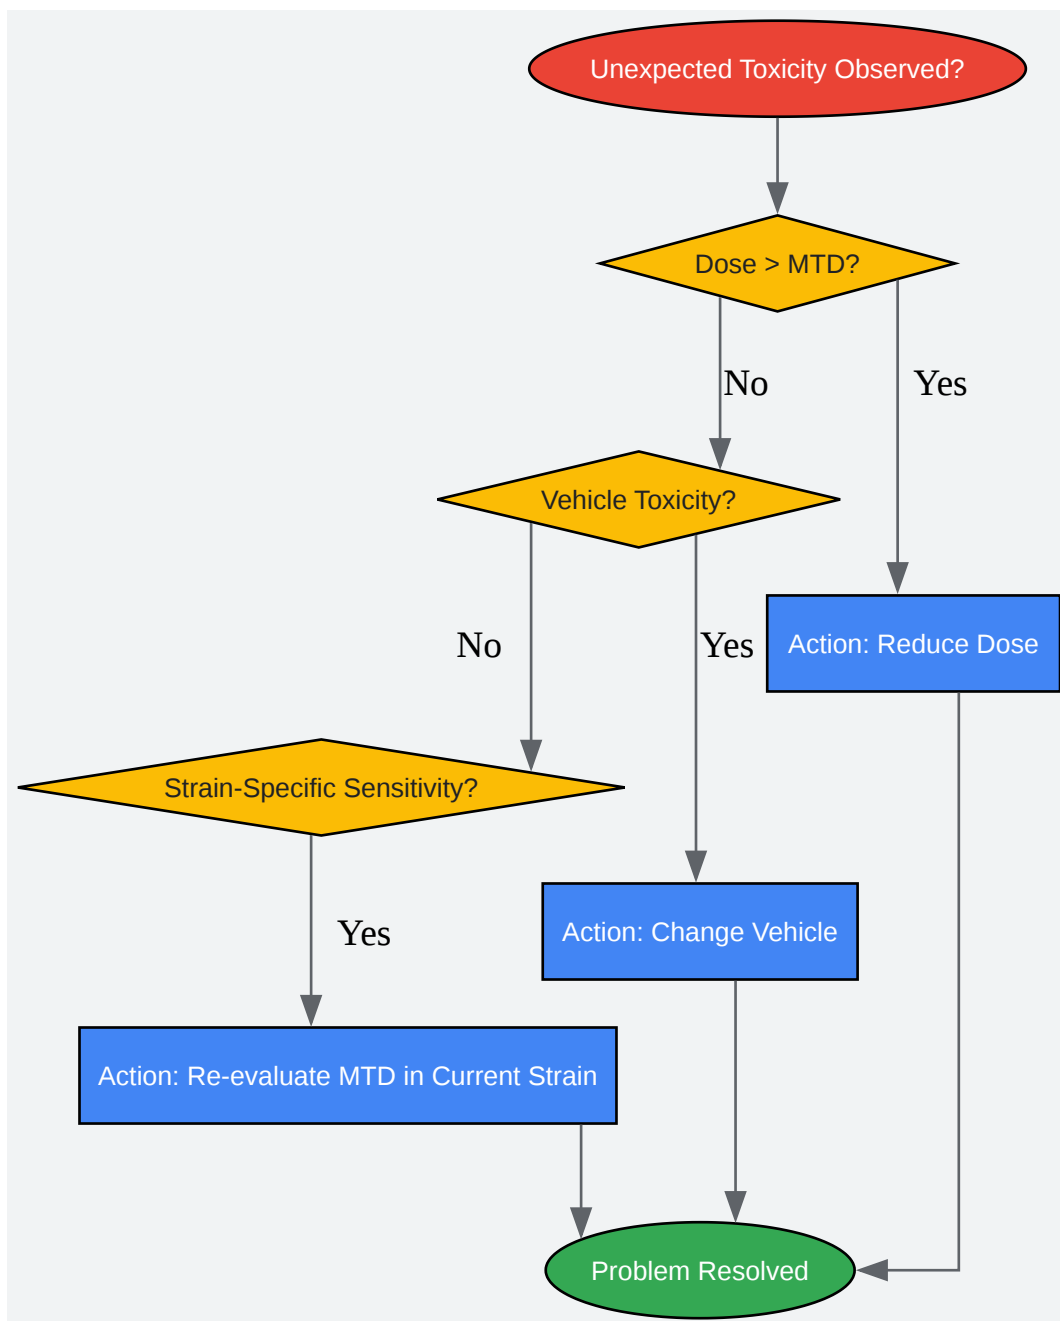 Unexpected Toxicity Observed?
Dose > MTD?
No
Yes
Vehicle Toxicity?
No
Yes
Action: Reduce Dose
Strain-Specific Sensitivity?
Yes
Action: Change Vehicle
Action: Re-evaluate MTD in Current Strain
Problem Resolved